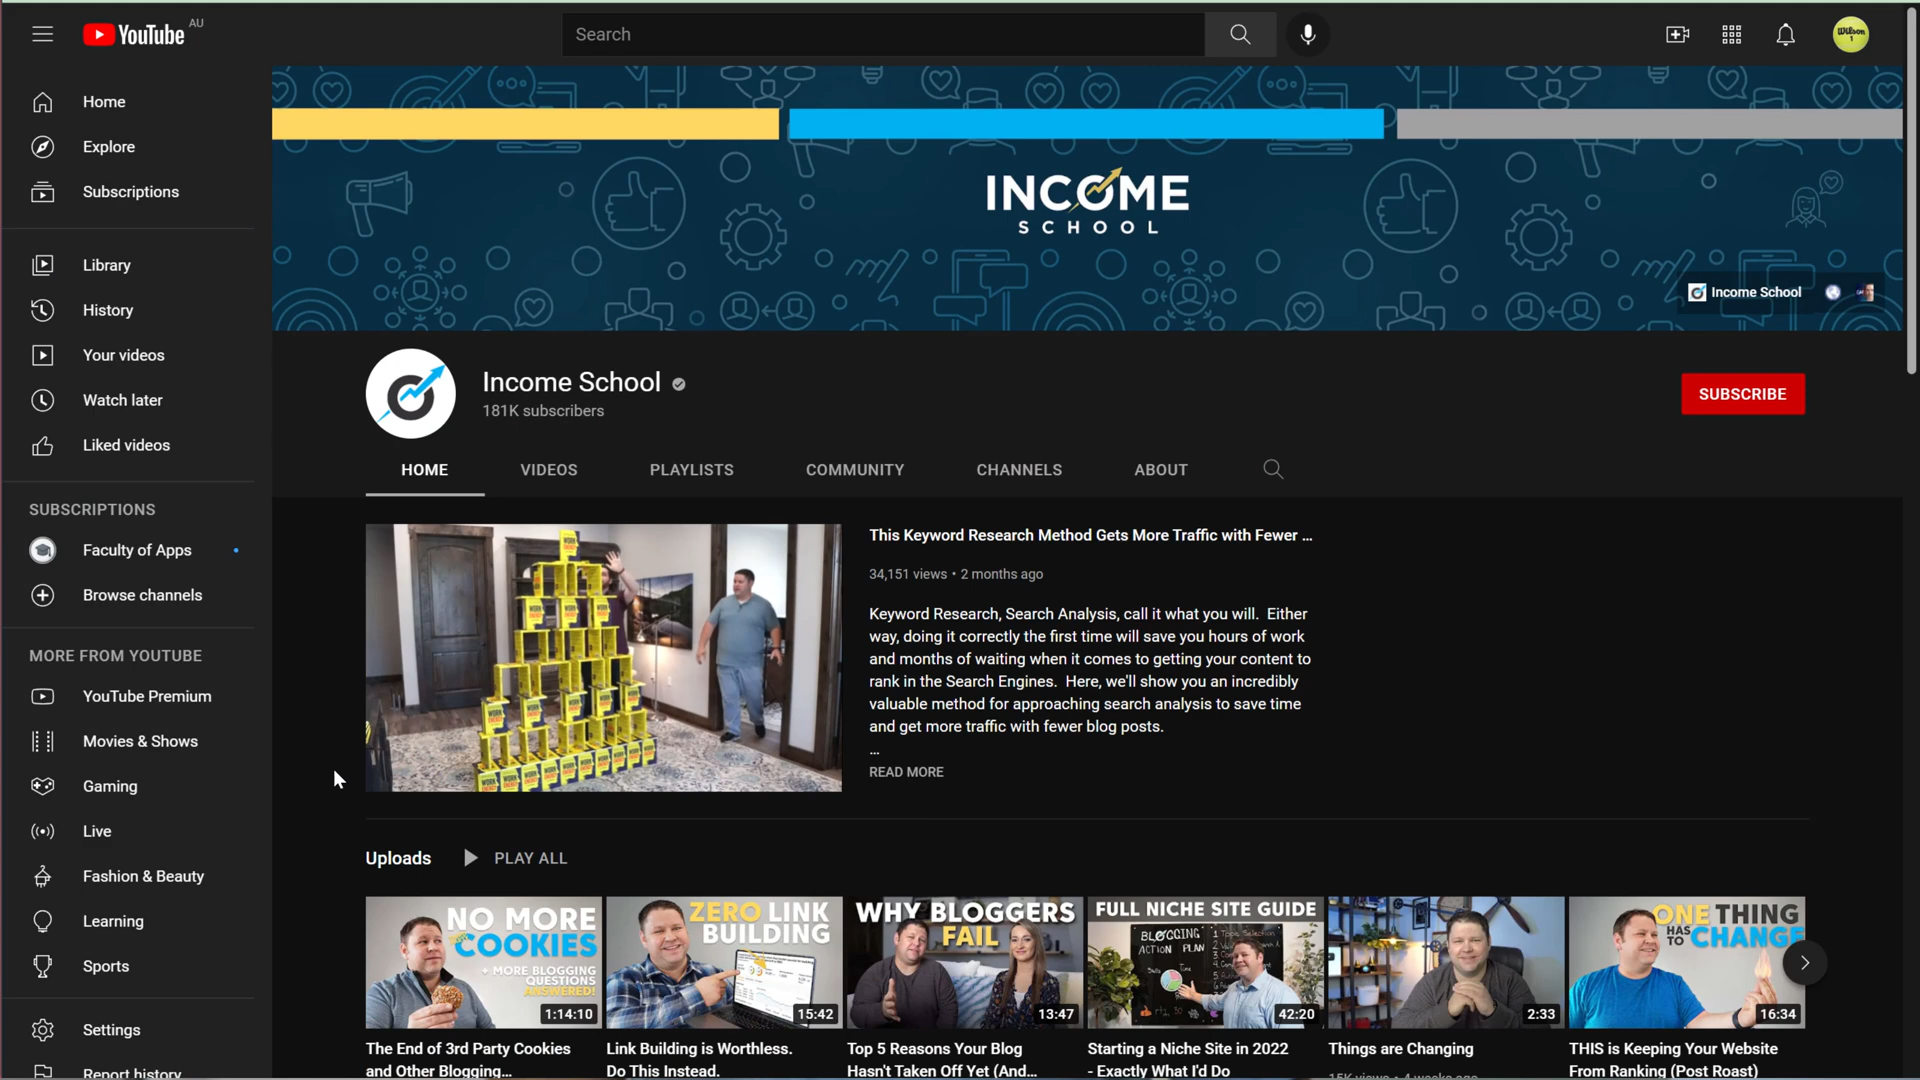 YouTube AU
Search
Wilson
1
Home
Explore
Subscriptions
Library
History
Your videos
Watch later
Liked videos
SUBSCRIPTIONS
Faculty of Apps
Browse channels
MORE FROM YOUTUBE
YouTube Premium
Movies & Shows
Gaming
Live
Fashion & Beauty
Learning
Sports
Settings
Report history
INCOME
SCHOOL
Income School
Income School
181K subscribers
SUBSCRIBE
HOME VIDEOS PLAYLISTS COMMUNITY CHANNELS ABOUT
This Keyword Research Method Gets More Traffic with Fewer ...
34,151 views • 2 months ago
Keyword Research, Search Analysis, call it what you will. Either
way, doing it correctly the first time will save you hours of work
and months of waiting when it comes to getting your content to
rank in the Search Engines. Here, we'll show you an incredibly
valuable method for approaching search analysis to save time
and get more traffic with fewer blog posts.
...
READ MORE
Uploads PLAY ALL
NO MORE
COOKIES
+ MORE BLOGGING
QUESTIONS
ANSWERED!
1:14:10
The End of 3rd Party Cookies
and Other Blogging...
ZERO LINK
BUILDING
15:42
Link Building is Worthless.
Do This Instead.
WHY BLOGGERS
FAIL
13:47
Top 5 Reasons Your Blog
Hasn't Taken Off Yet (And...
FULL NICHE SITE GUIDE
BLOGGING
ACTION PLAN
42:20
Starting a Niche Site in 2022
- Exactly What I'd Do
2:33
Things are Changing
15K views • 4 weeks ago
ONE THING
HAS TO CHANGE
16:34
THIS is Keeping Your Website
From Ranking (Post Roast)